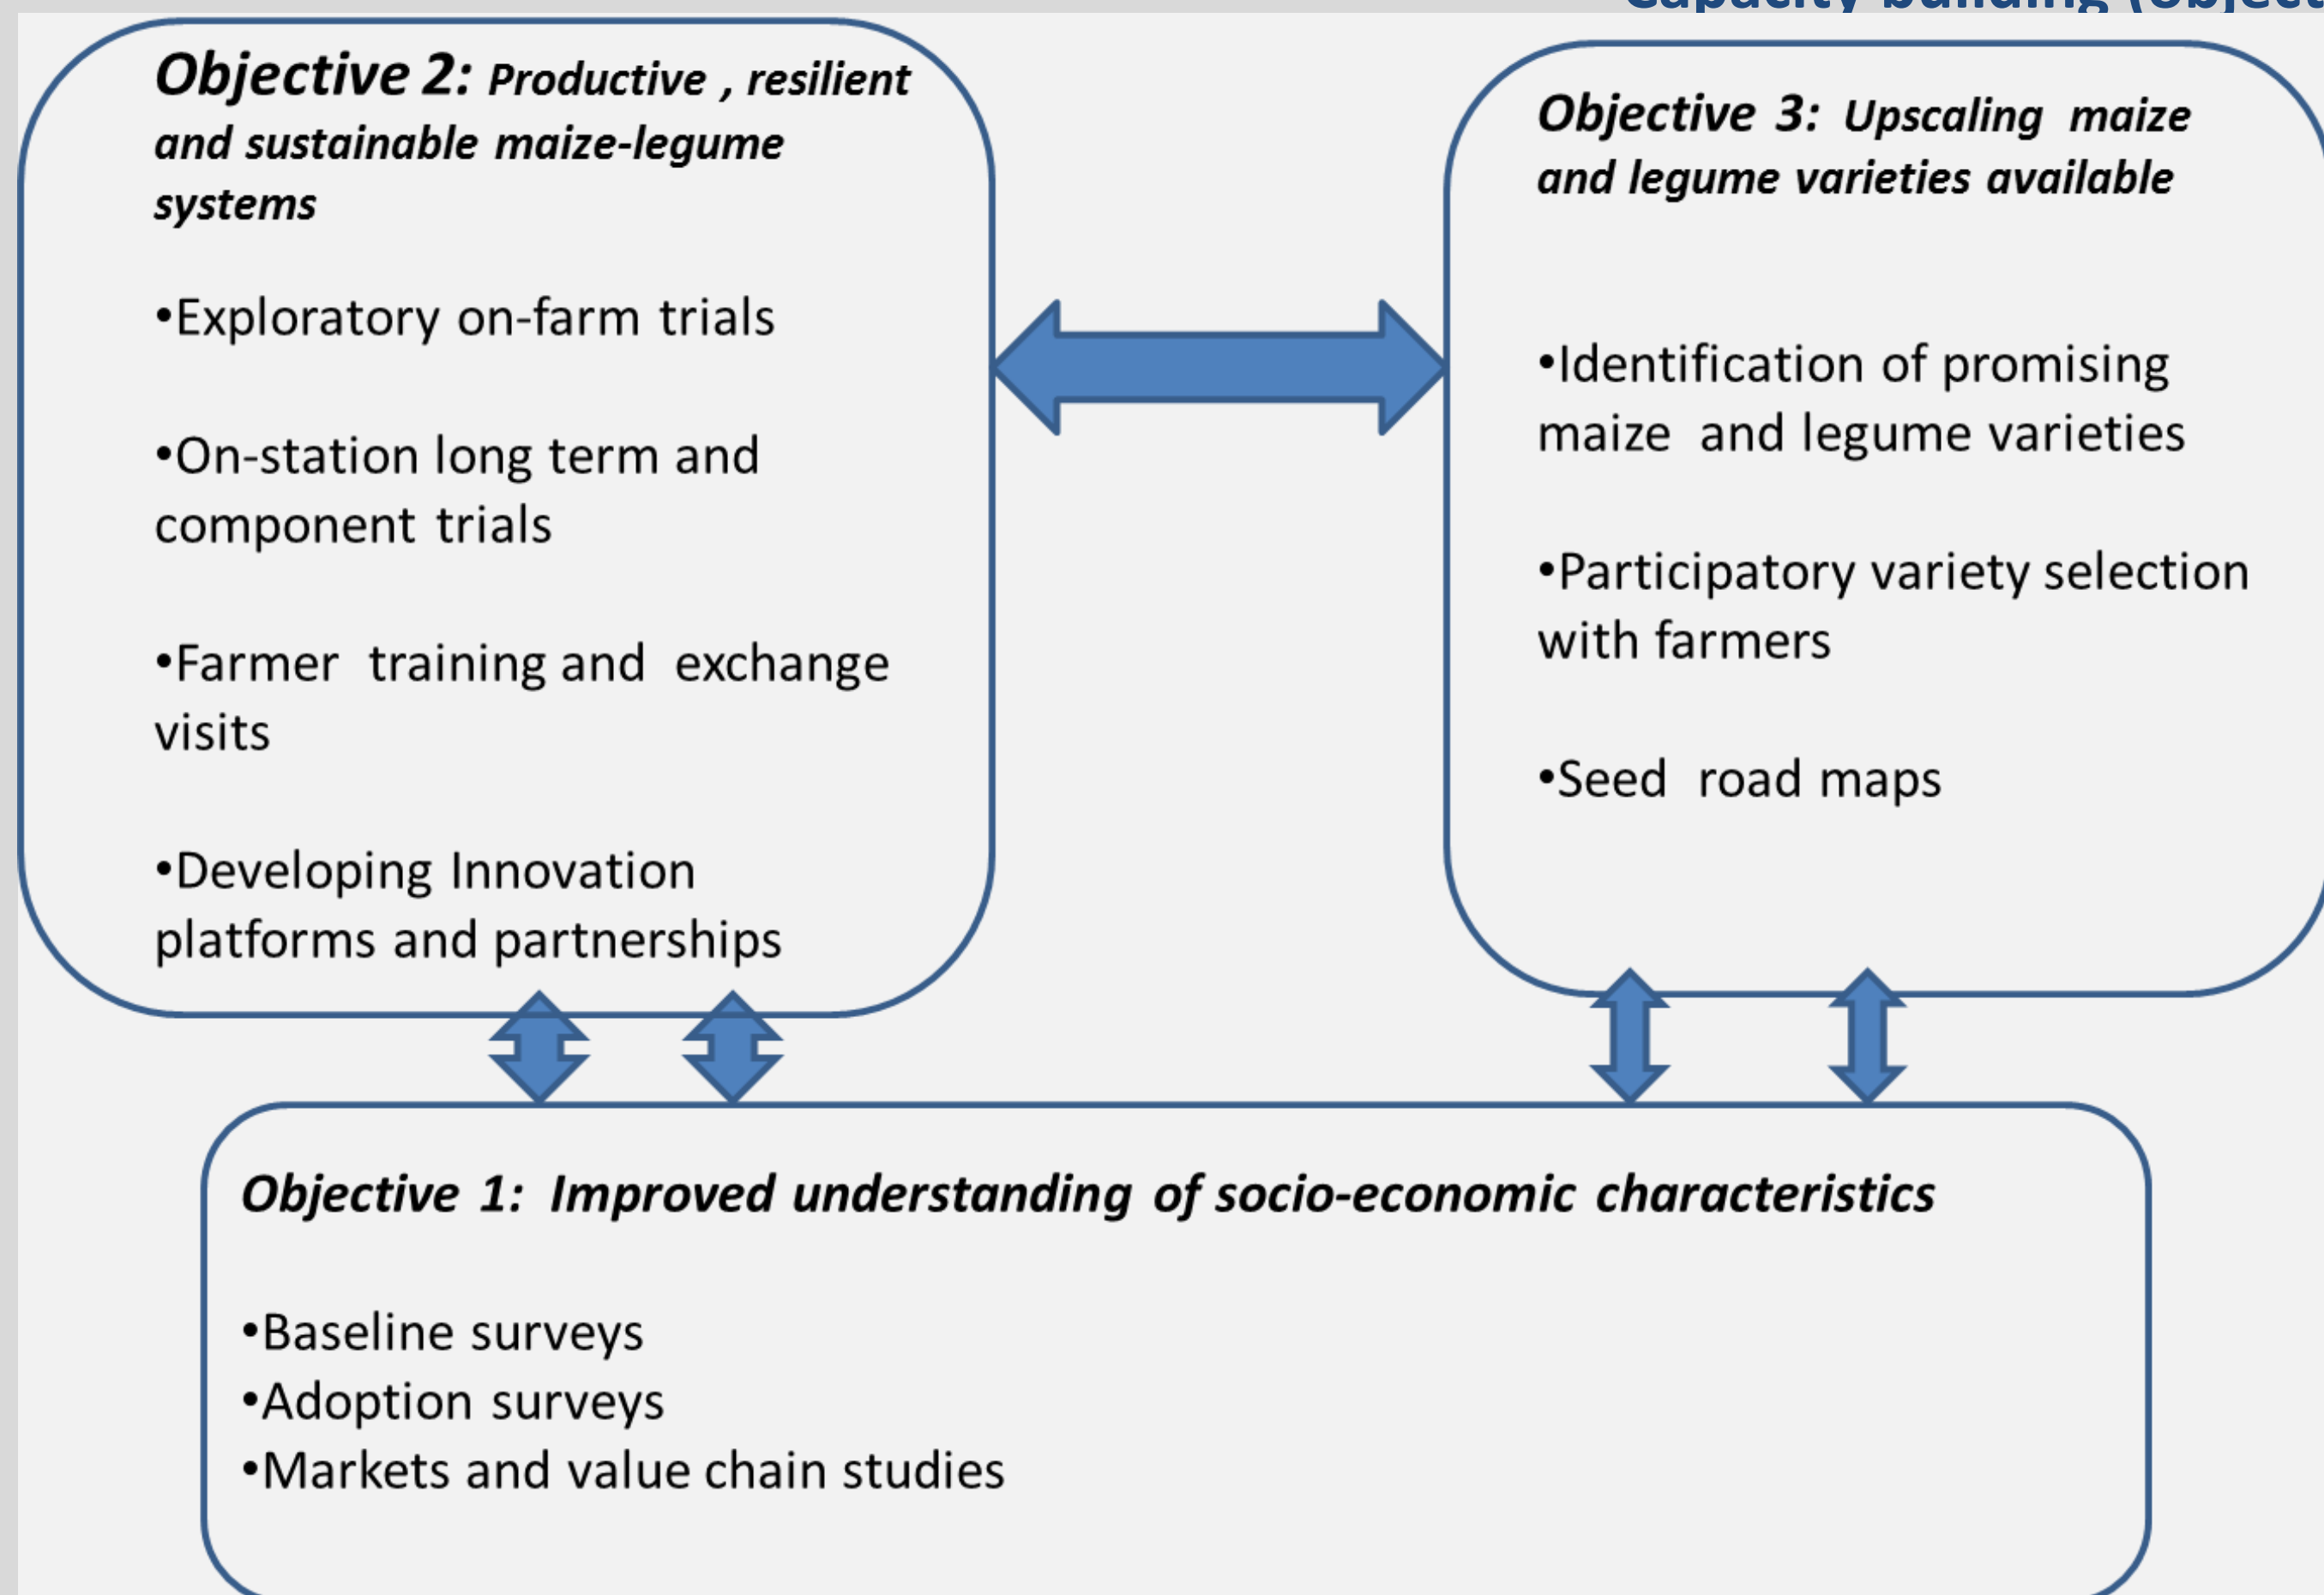 Capacity building (object
Objective 2: Productive , resilient
and sustainable maize-legume
systems
•Exploratory on-farm trials
•On-station long term and
component trials
•Farmer training and exchange
visits
•Developing Innovation
platforms and partnerships
Objective 3: Upscaling maize
and legume varieties available
•Identification of promising
maize and legume varieties
•Participatory variety selection
with farmers
•Seed road maps
Objective 1: Improved understanding of socio-economic characteristics
•Baseline surveys
•Adoption surveys
•Markets and value chain studies